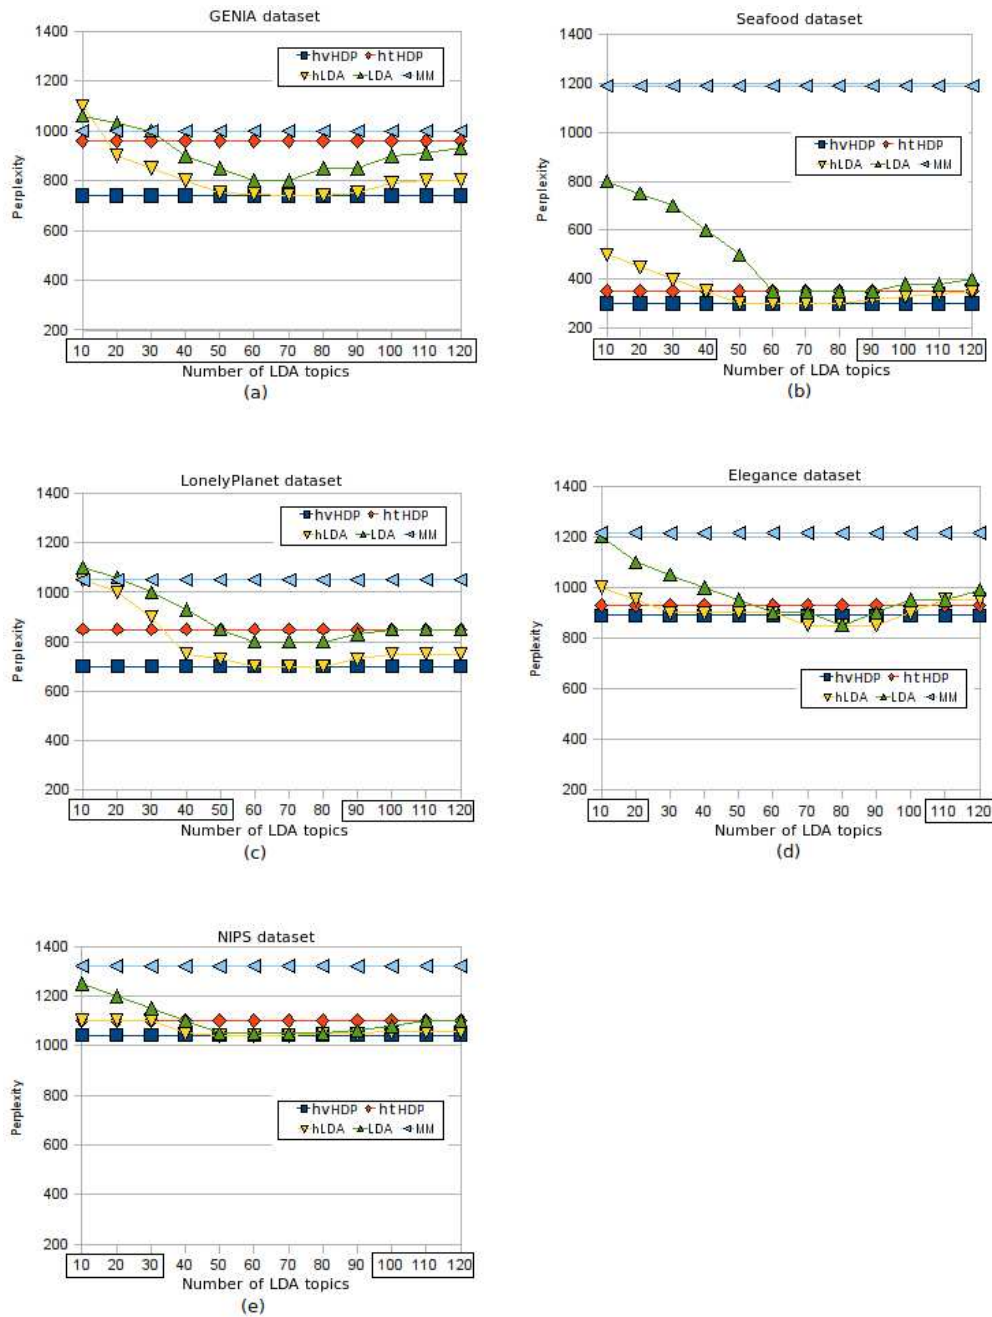 GENIA dataset
1400
hvHDP htHDP
hLDA LDA MM
1200
1000
800
600
400
200
Perplexity
10 20 30 40 50 60 70 80 90 100 110 120
Number of LDA topics
(a)
Seafood dataset
1400
1200
1000
hvHDP htHDP
hLDA LDA MM
800
600
400
200
Perplexity
10 20 30 40 50 60 70 80 90 100 110 120
Number of LDA topics
(b)
LonelyPlanet dataset
1400
hvHDP htHDP
hLDA LDA MM
1200
1000
800
600
400
200
Perplexity
10 20 30 40 50 60 70 80 90 100 110 120
Number of LDA topics
(c)
Elegance dataset
1400
1200
1000
800
600
hvHDP htHDP
hLDA LDA MM
400
200
Perplexity
10 20 30 40 50 60 70 80 90 100 110 120
Number of LDA topics
(d)
NIPS dataset
1400
1200
1000
800
hvHDP htHDP
hLDA LDA MM
600
400
200
Perplexity
10 20 30 40 50 60 70 80 90 100 110 120
Number of LDA topics
(e)